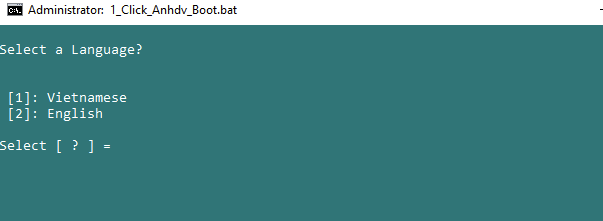 Administrator: 1_Click_Anhdv_Boot.bat
Select a Language?
[1]: Vietnamese
[2]: English
Select [ ? ] =